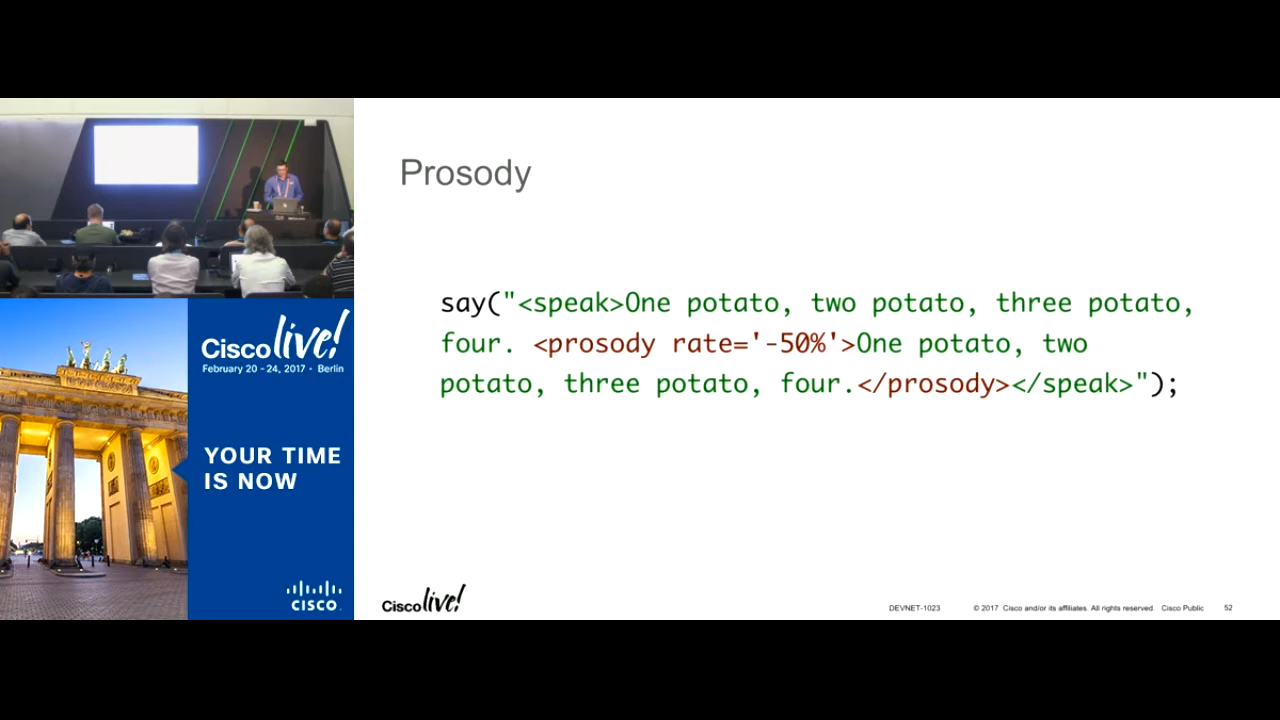 Prosody
say("<speak>One potato, two potato, three potato,
four. <prosody rate='-50%'>One potato, two
potato, three potato, four.</prosody></speak>");
Cisco live!
February 20 - 24, 2017 • Berlin
YOUR TIME
IS NOW
CISCO
Cisco live!
DEVNET-1023 © 2017 Cisco and/or its affiliates. All rights reserved. Cisco Public 52